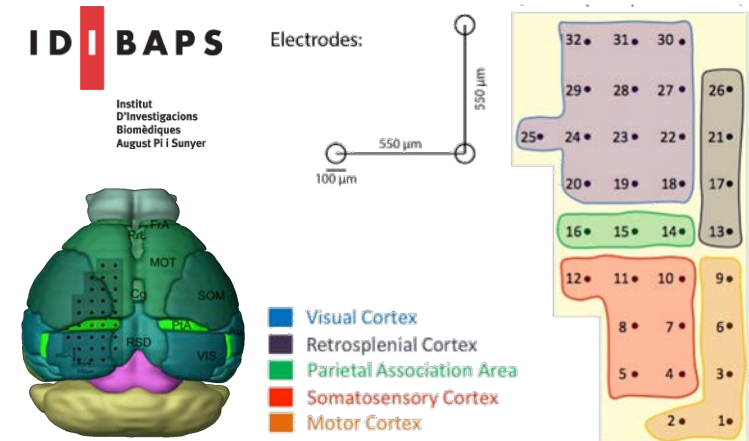 IDIBAPS
Institut
D'Investigacions
Biomèdiques
August Pi i Sunyer
Electrodes:
550 µm
550 µm
100 µm
FrA
PrL
MOT
Cg
SOM
PtA
RSD
VIS
Visual Cortex
Retrosplenial Cortex
Parietal Association Area
Somatosensory Cortex
Motor Cortex
32 31 30
29 28 27 26
25 24 23 22 21
20 19 18 17
16 15 14 13
12 11 10 9
8 7 6
5 4 3
2 1